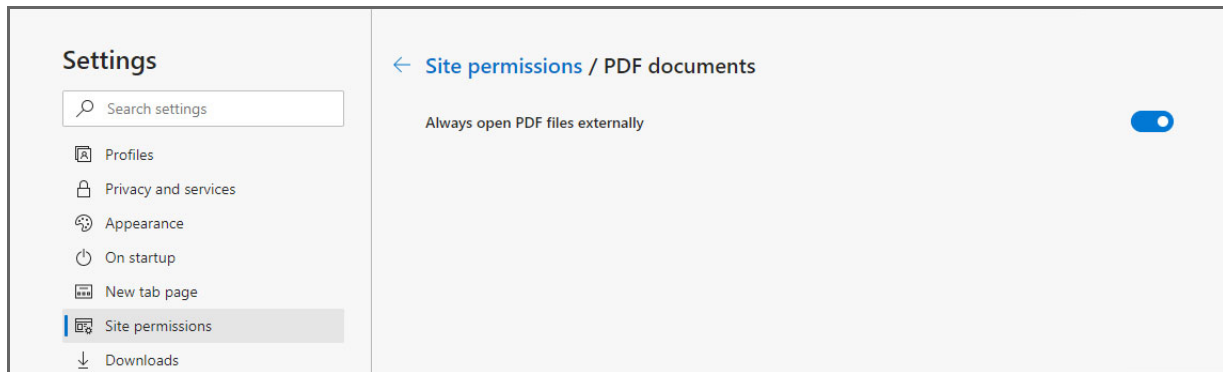 Settings
Search settings
Profiles
Privacy and services
Appearance
On startup
New tab page
Site permissions
Downloads
Site permissions / PDF documents
Always open PDF files externally